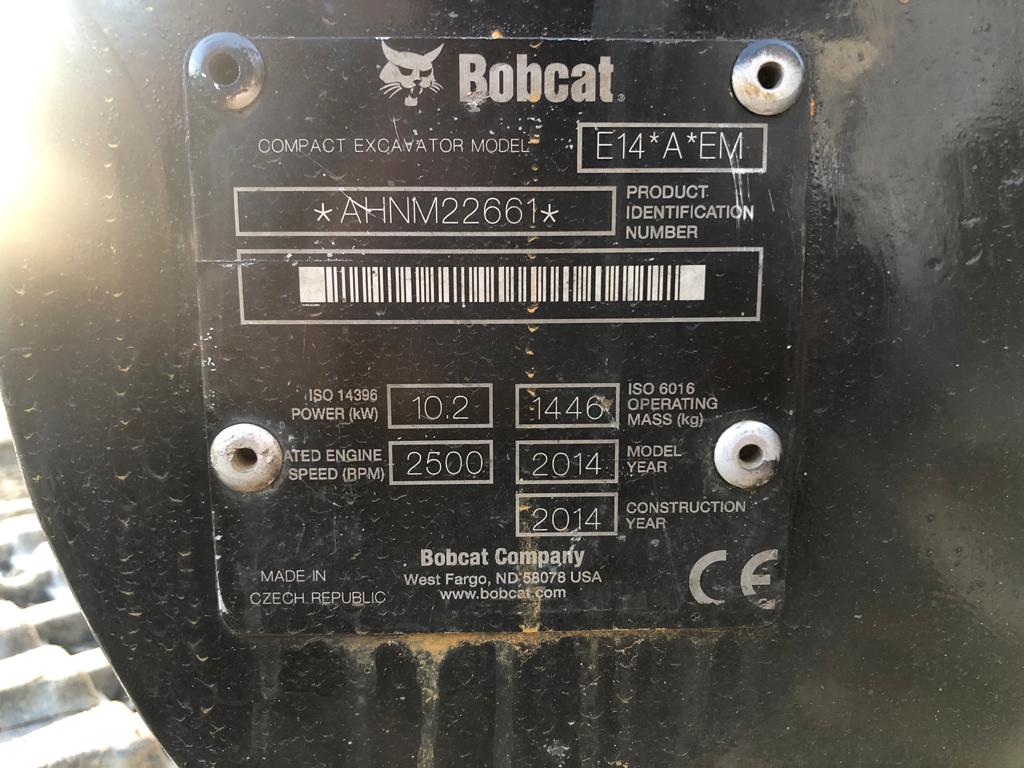 Bobcat®
COMPACT EXCAVATOR MODEL E14*A*EM
*AHNM22661* PRODUCT
IDENTIFICATION
NUMBER
ISO 14396
POWER (kW) 10.2
1446 ISO 6016
OPERATING
MASS (kg)
ATED ENGINE
SPEED (RPM) 2500
2014 MODEL
YEAR
2014 CONSTRUCTION
YEAR
Bobcat Company
West Fargo, ND 58078 USA
www.bobcat.com
MADE IN
CZECH REPUBLIC
CE